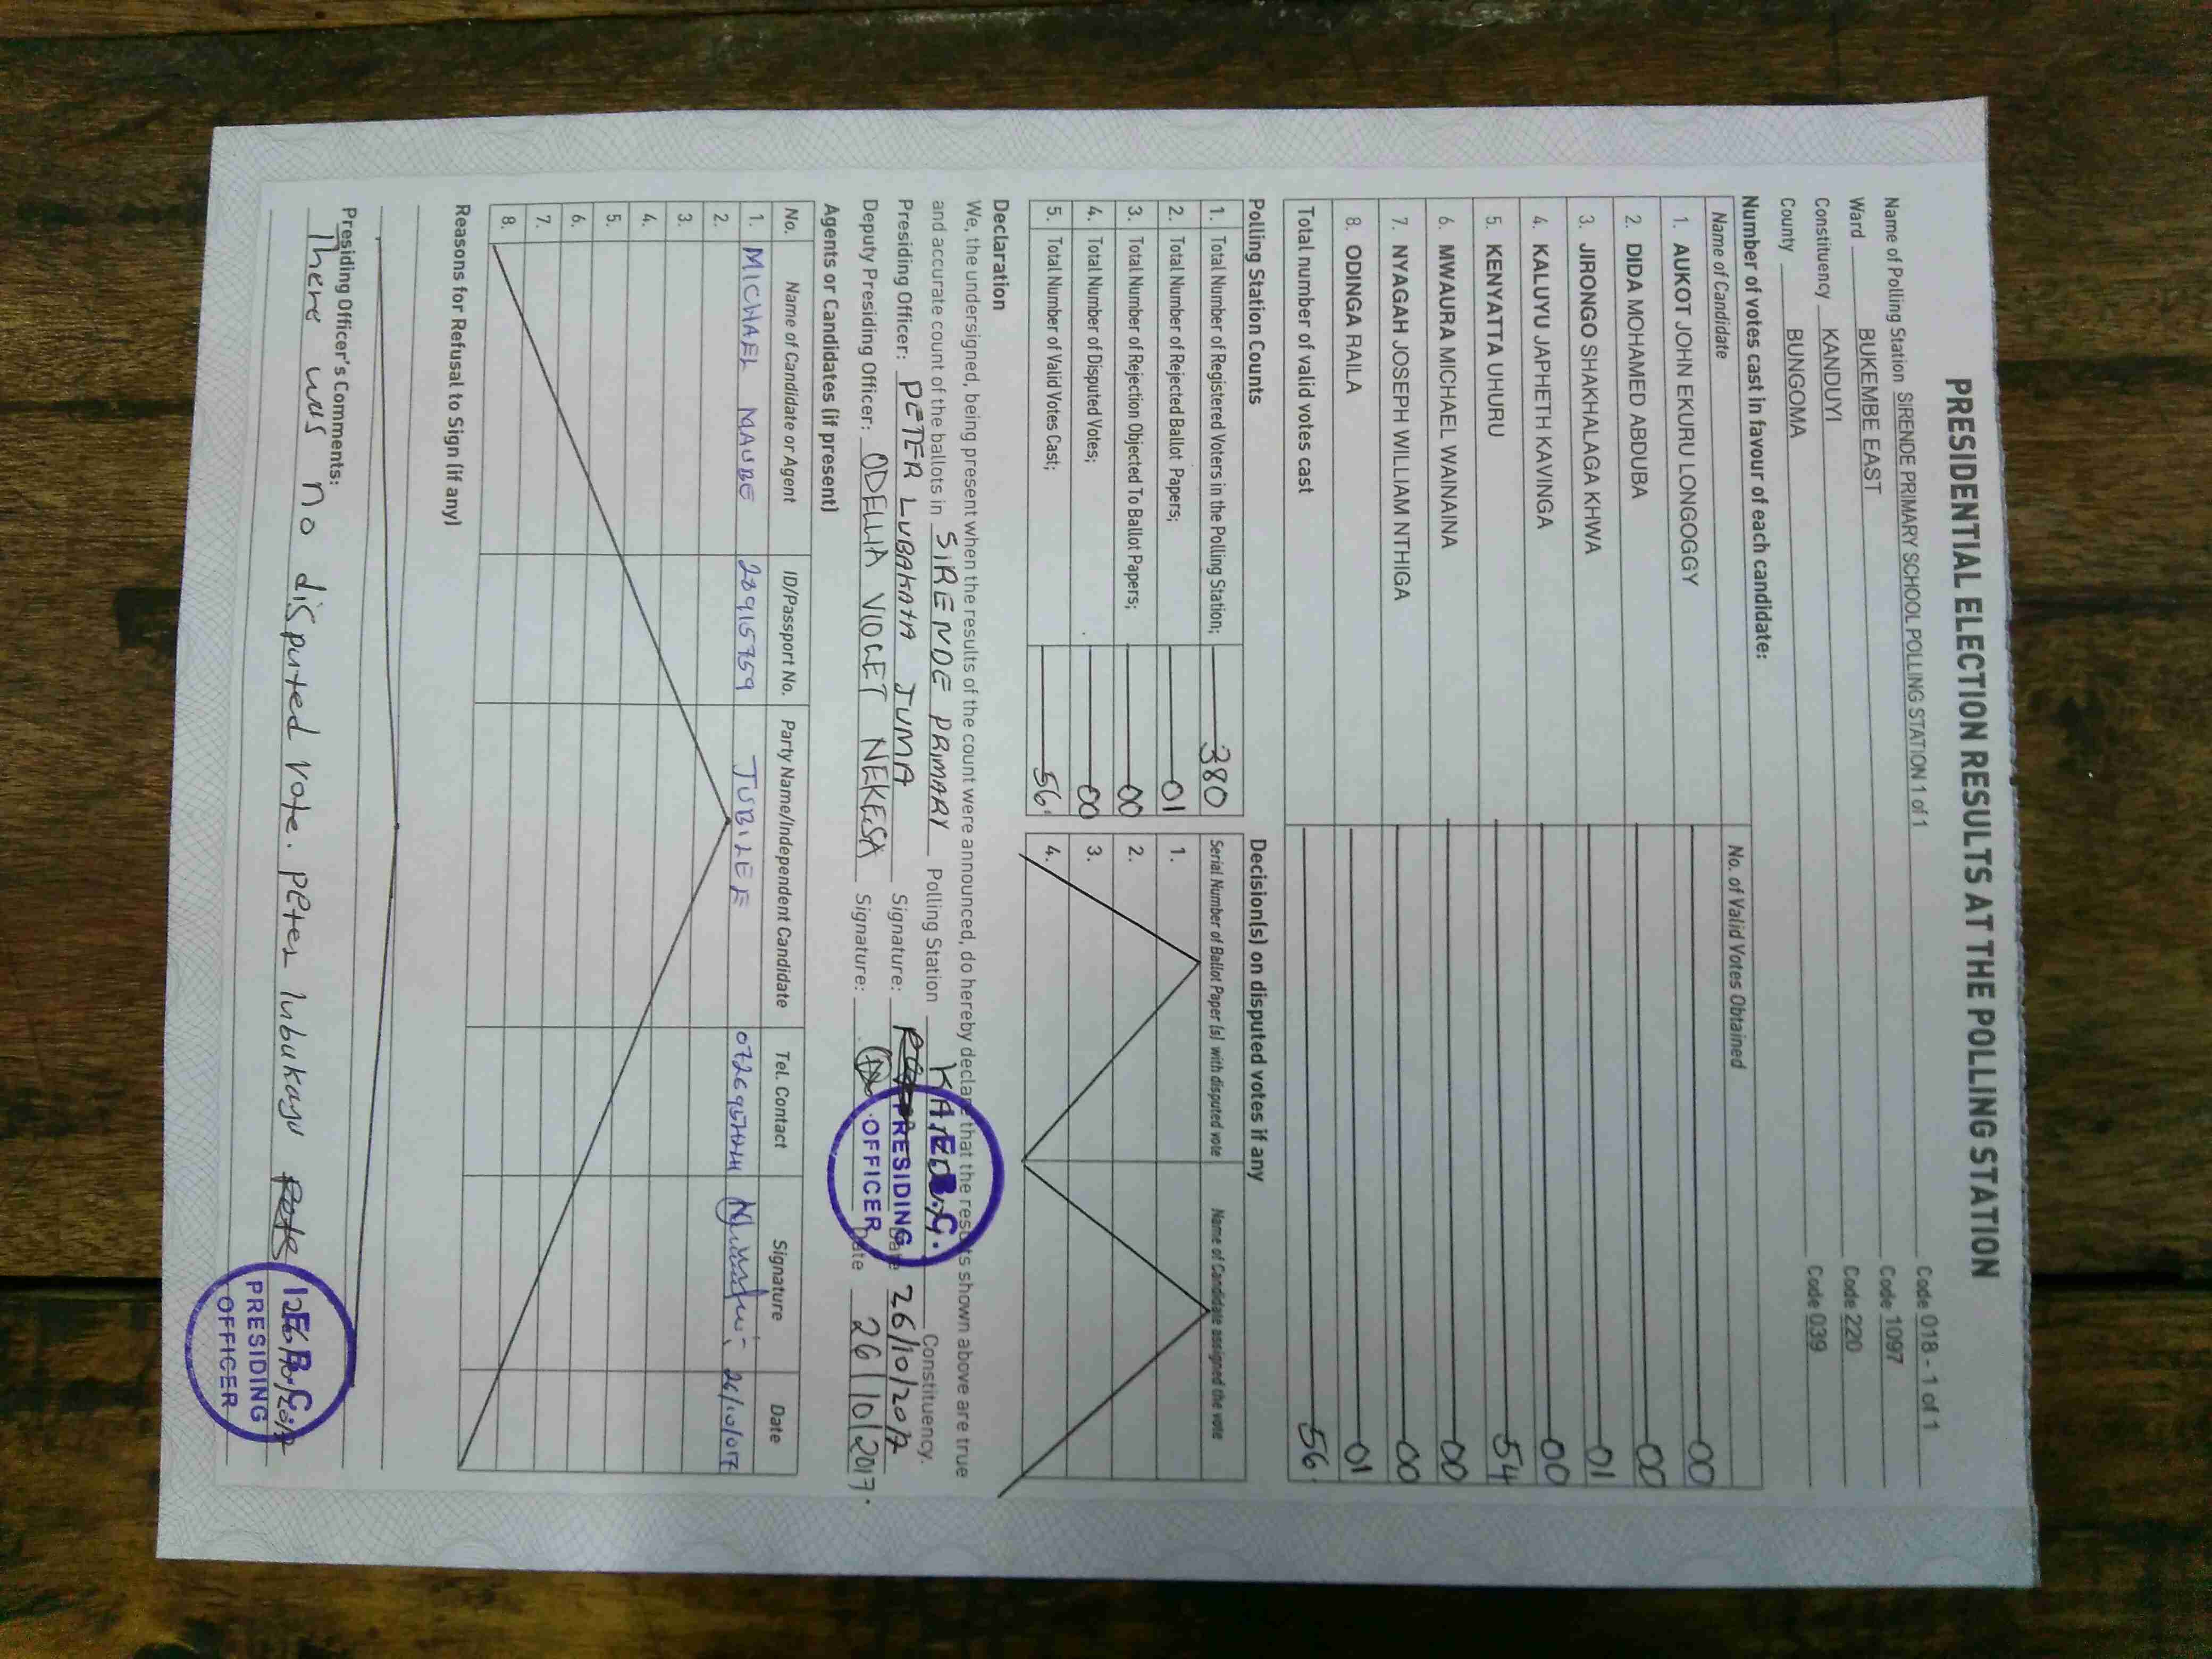 PRESIDENTIAL ELECTION RESULTS AT THE POLLING STATION
Name of Polling Station SIRENDE PRIMARY SCHOOL POLLING STATION 1 of 1 Code 018 - 1 of 1
Ward BUKEMBE EAST Code 1097
Constituency KANDUYI Code 220
County BUNGOMA Code 039
Number of votes cast in favour of each candidate:
Name of Candidate No. of Valid Votes Obtained
1. AUKOT JOHN EKURU LONGOGGY 00
2. DIDA MOHAMED ABDUBA 00
3. JIRONGO SHAKHALAGA KHWA 01
4. KALUYU JAPHETH KAVINGA 00
5. KENYATTA UHURU 54
6. MWAURA MICHAEL WAINAINA 00
7. NYAGAH JOSEPH WILLIAM NTHIGA 00
8. ODINGA RAILA 01
Total number of valid votes cast 56
Polling Station Counts Decision(s) on disputed votes if any
1. Total Number of Registered Voters in the Polling Station; 380 Serial Number of Ballot Paper (s) with disputed vote Name of Candidate assigned the vote
2. Total Number of Rejected Ballot Papers; 01 1.
3. Total Number of Rejection Objected To Ballot Papers; 00 2.
4. Total Number of Disputed Votes; 00 3.
5. Total Number of Valid Votes Cast; 56 4.
Declaration
We, the undersigned, being present when the results of the count were announced, do hereby declare that the results shown above are true
and accurate count of the ballots in SIRENDE PRIMARY Polling Station Constituency.
Presiding Officer: PETER LUBAKAYA JUMA Signature: Date 26/10/2017
Deputy Presiding Officer: ODELIA VIOLET NEKESA Signature: Date 26/10/2017.
I.E.B.C.
PRESIDING
OFFICER
Agents or Candidates (if present)
No. Name of Candidate or Agent ID/Passport No. Party Name/Independent Candidate Tel. Contact Signature Date
1. MICHAEL MAUBE 28915959 JUBILEE 26/10/017
2.
3.
4.
5.
6.
7.
8.
Reasons for Refusal to Sign (if any)
Presiding Officer's Comments:
There was no disputed vote. Peter lubukaya
I.E.B.C.
PRESIDING
OFFICER